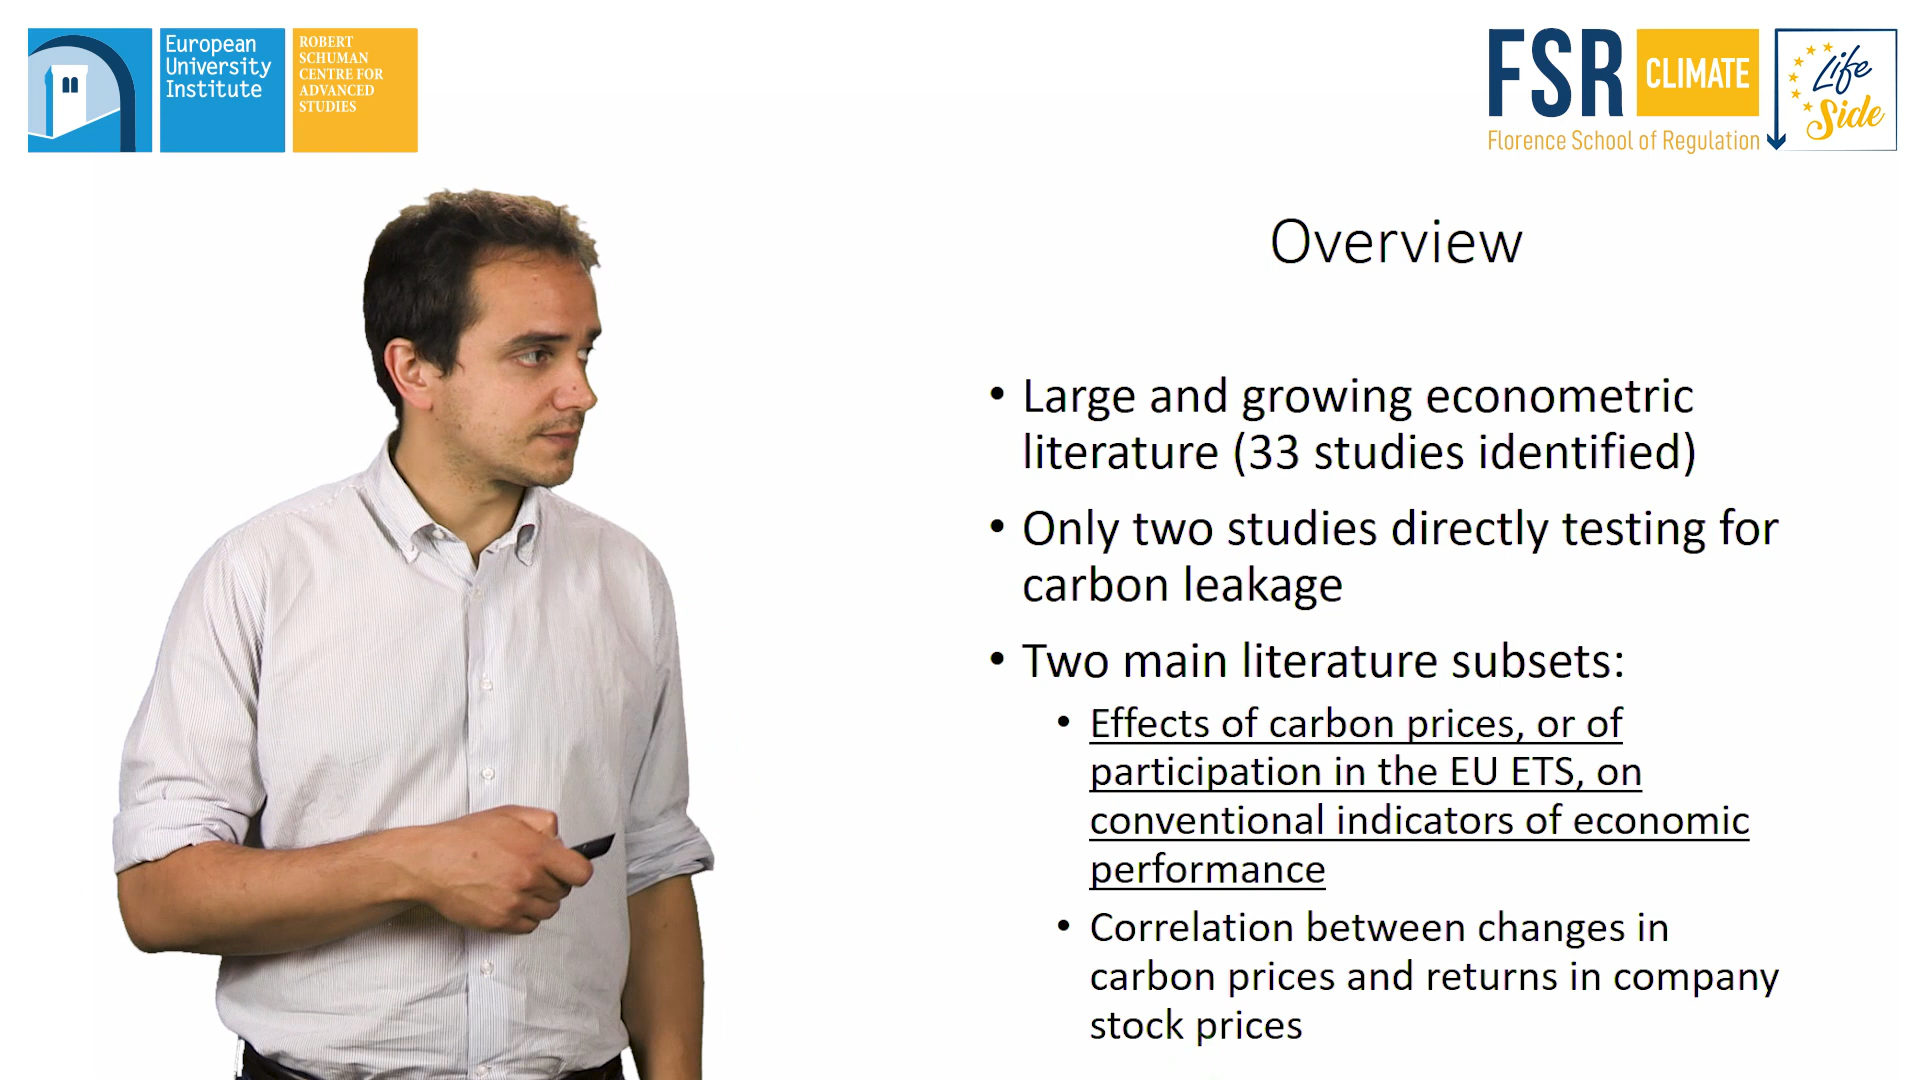 European
University
Institute
ROBERT
SCHUMAN
CENTRE FOR
ADVANCED
STUDIES
FSR
CLIMATE
Florence School of Regulation
Life
Side
Overview
• Large and growing econometric
literature (33 studies identified)
• Only two studies directly testing for
carbon leakage
• Two main literature subsets:
• Effects of carbon prices, or of
participation in the EU ETS, on
conventional indicators of economic
performance
• Correlation between changes in
carbon prices and returns in company
stock prices